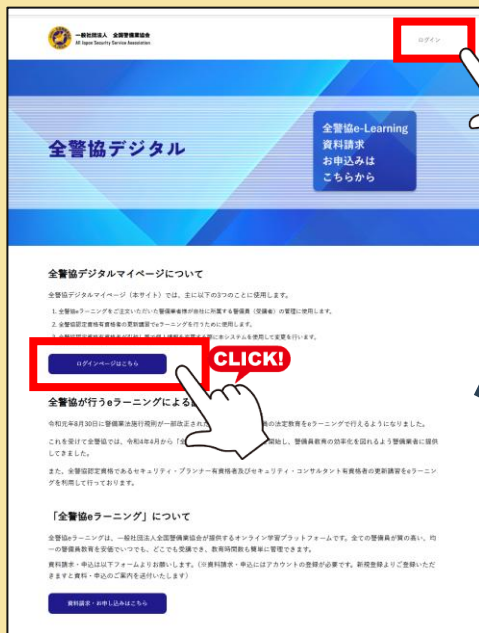 一般社団法人 全国警備業協会
All Japan Security Service Association
ログイン
全警協デジタル
全警協e-Learning
資料請求
お申込みは
こちらから
全警協デジタルマイページについて
全警協デジタルマイページ（本サイト）では、主に以下の3つのことに使用します。
1. 全警協eラーニングをご注文いただいた警備業者様が会社に所属する警備員（受講者）の管理に使用します。
2. 全警協認定資格有資格者の更新講習でeラーニングを行うために使用します。
ログインページはこちら
CLICK!
全警協が行うeラーニングによる
令和元年8月30日に警備業法施行規則が一部改正され
員の法定教育をeラーニングで行えるようになりました。
これを受けて全警協では、令和4年4月から「全
開始し、警備員教育の効率化を図れるよう警備業者に提供
してきました。
また、全警協認定資格であるセキュリティ・プランナー有資格者及びセキュリティ・コンサルタント有資格者の更新講習をeラーニン
グを利用して行っております。
「全警協eラーニング」について
全警協eラーニングは、一般社団法人全国警備業協会が提供するオンライン学習プラットフォームです。全ての警備員が質の高い、均
一の警備員教育を安価でいつでも、どこでも受講でき、教育時間数も簡単に管理できます。
資料請求・申込は以下フォームよりお願いします。（※資料請求・申込にはアカウントの登録が必要です。新規登録よりご登録いただ
きますと資料・申込のご案内を送付いたします）
資料請求・お申し込みはこちら